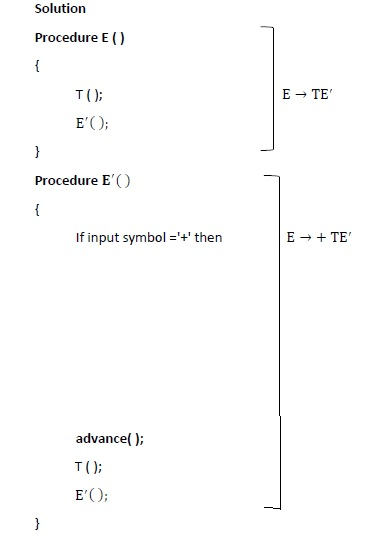 Solution
Procedure E ( )
{
T ( );
E → TE′
E′( );
}
Procedure E′( )
{
If input symbol ='+' then
E → + TE′
advance( );
T ( );
E′( );
}